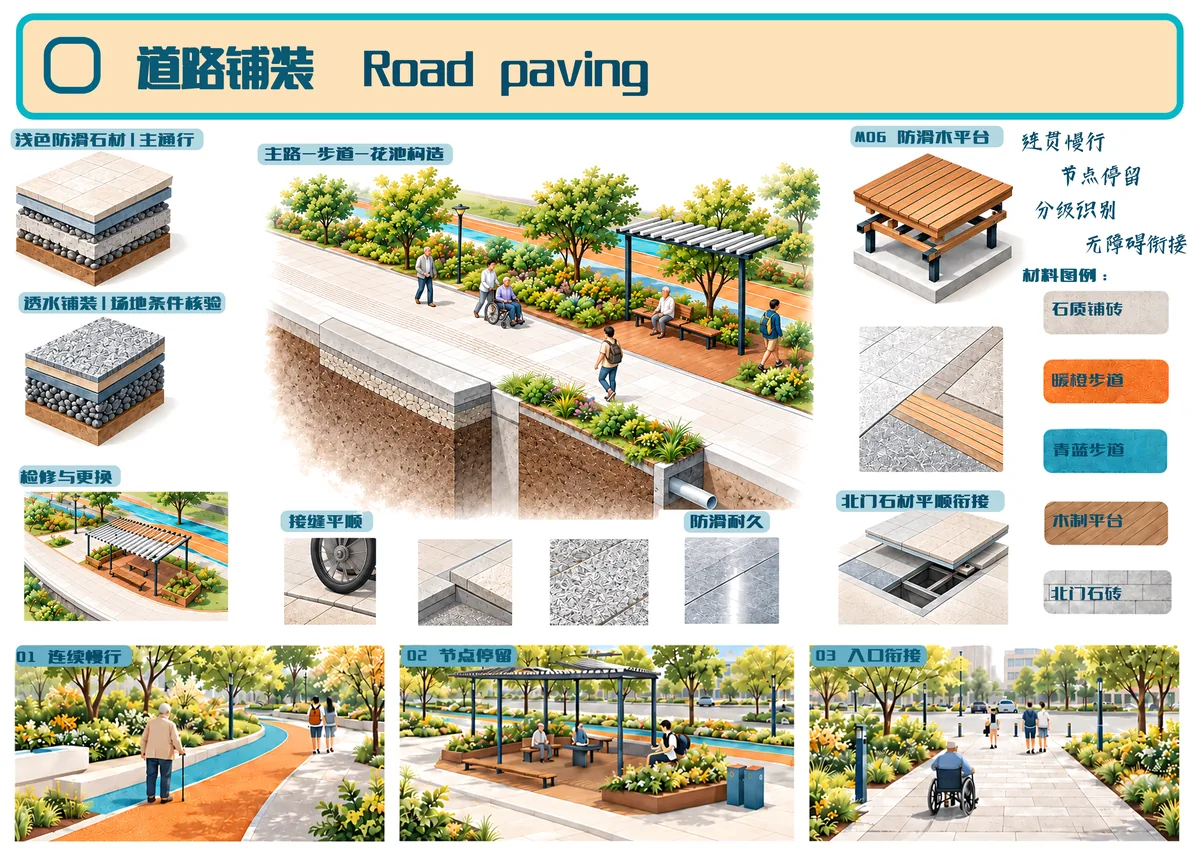 道路铺装 Road paving
浅色防滑石材 | 主通行
主路—步道—花池构造
M06 防滑木平台
连贯慢行
节点停留
分级识别
无障碍衔接
材料图例：
石质铺砖
暖橙步道
青蓝步道
木制平台
北门石砖
透水铺装 | 场地条件核验
检修与更换
接缝平顺
防滑耐久
北门石材平顺衔接
01 连续慢行
02 节点停留
03 入口衔接